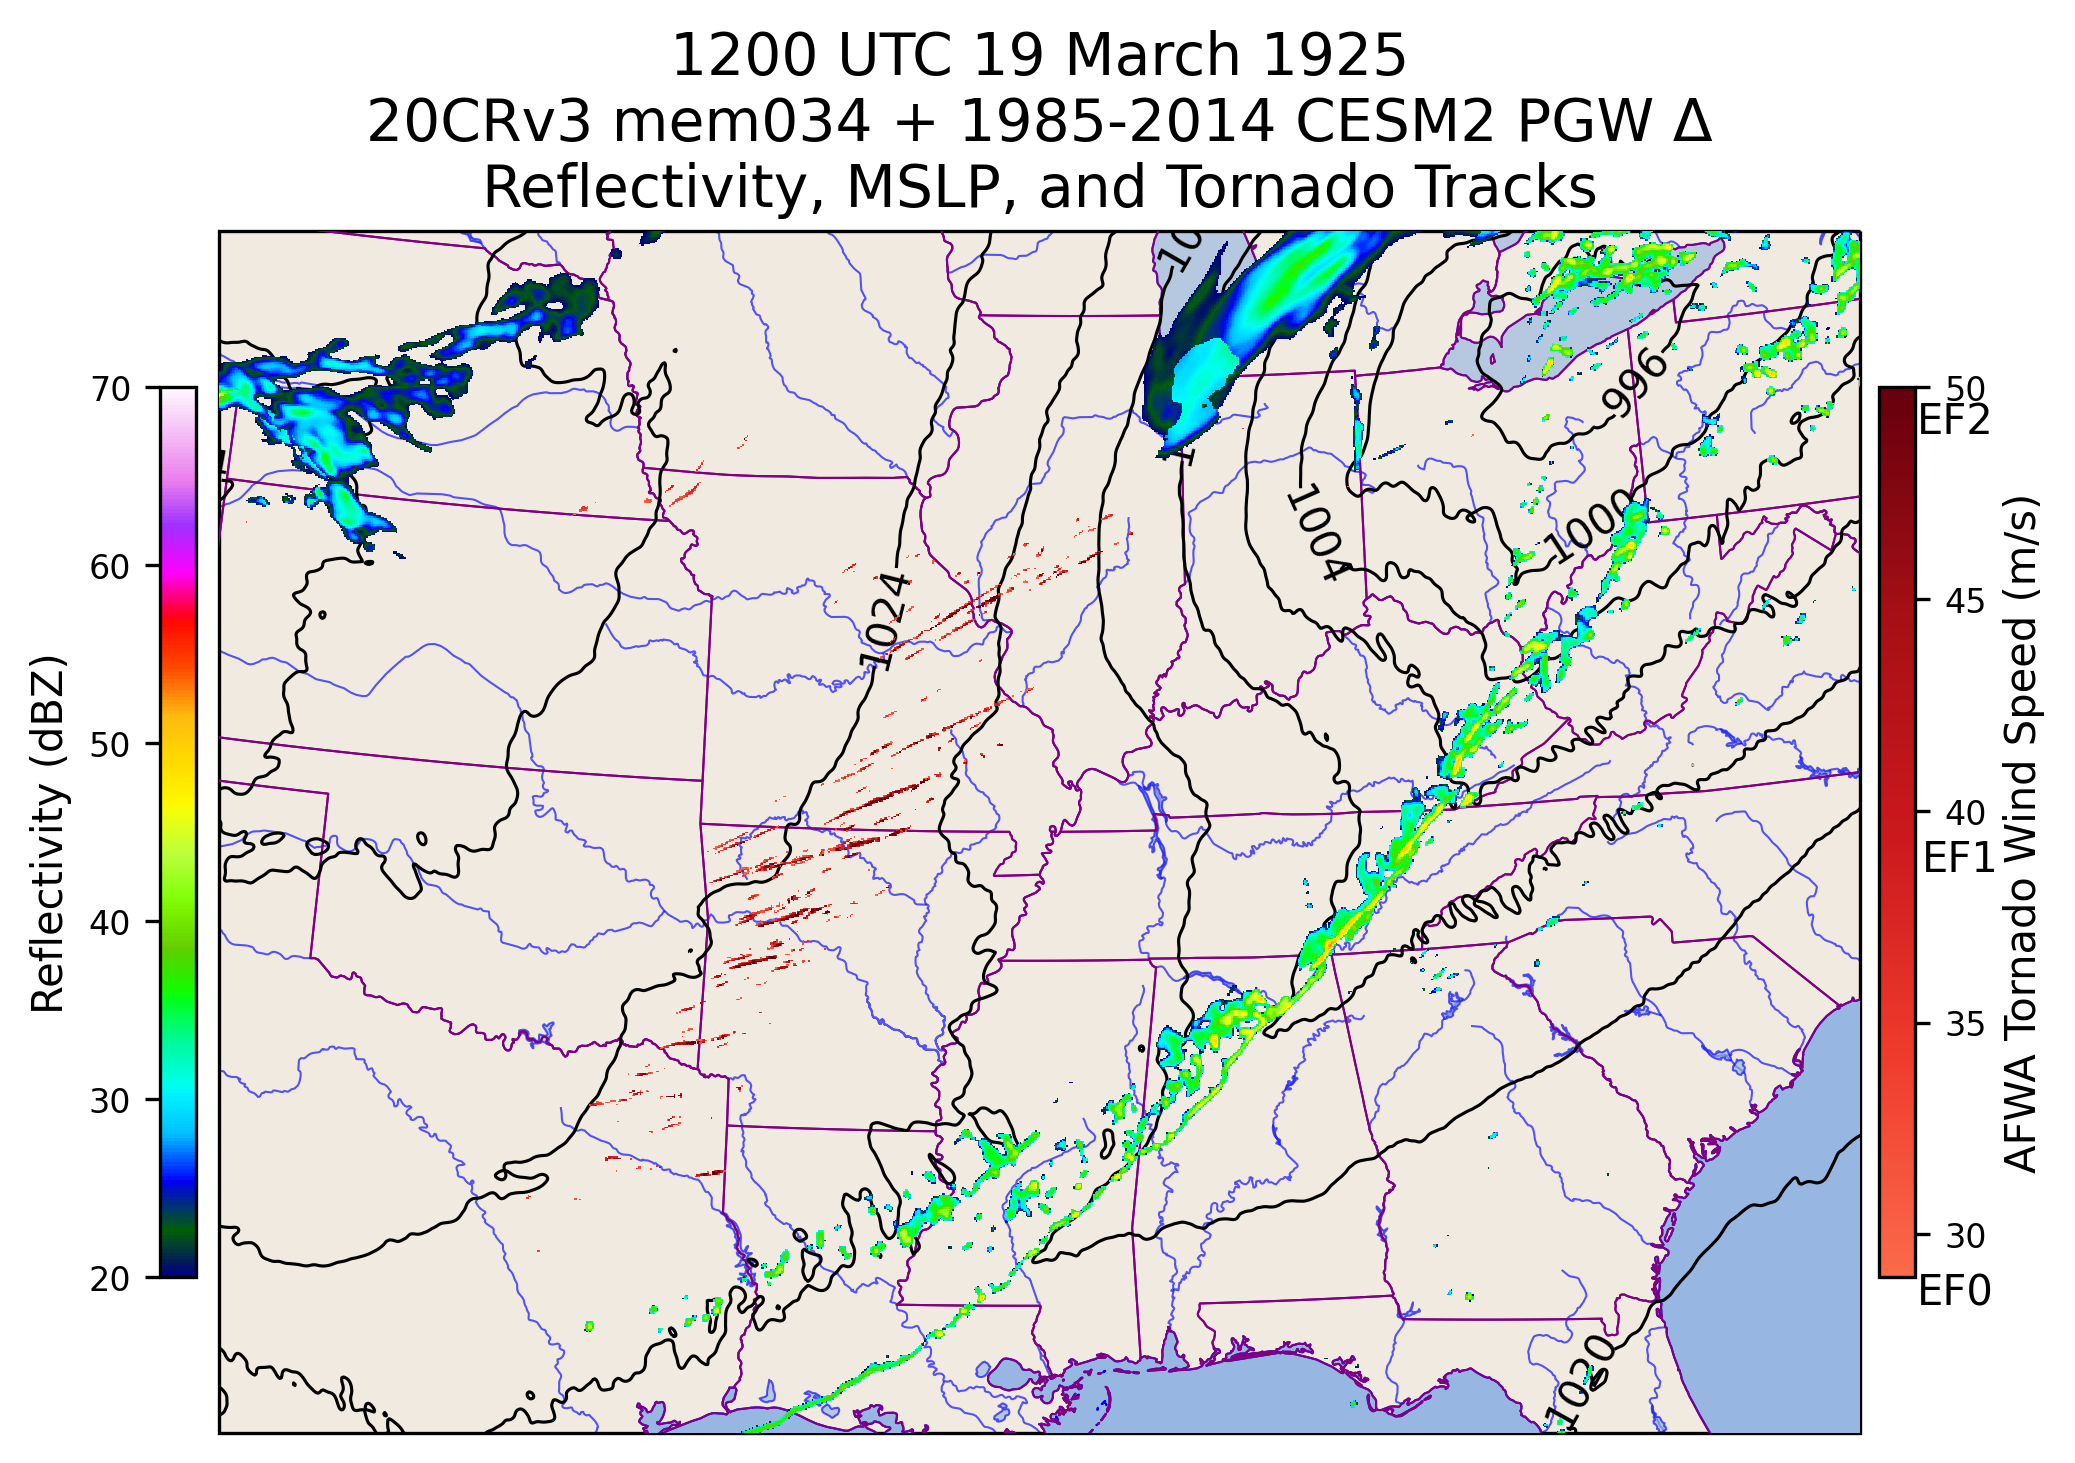 1200 UTC 19 March 1925
20CRv3 mem034 + 1985-2014 CESM2 PGW Δ
Reflectivity, MSLP, and Tornado Tracks
Reflectivity (dBZ)
70
60
50
40
30
20
10
996
1000
1004
1024
1
1020
50
EF2
45
40
EF1
35
30
EF0
AFWA Tornado Wind Speed (m/s)